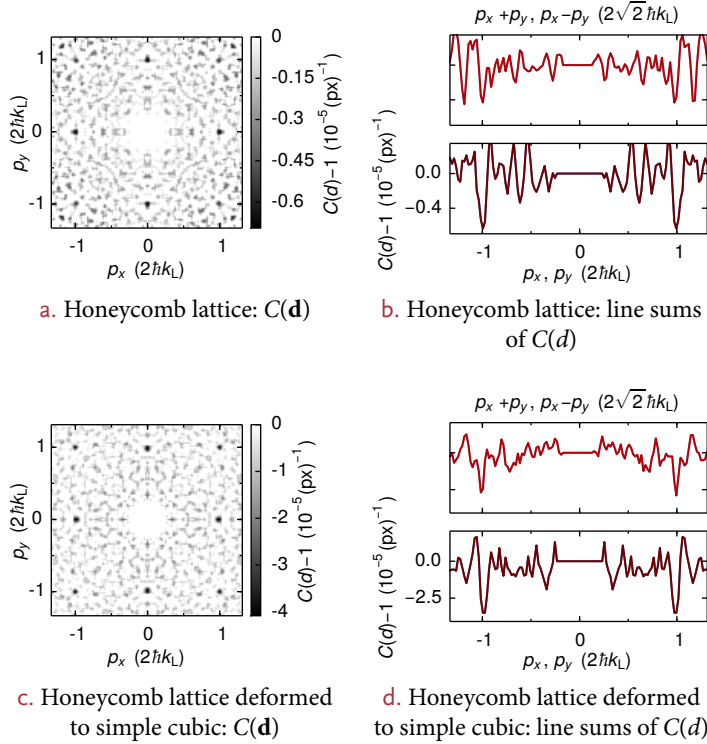 1
0
-1
p_y (2ħk_L)
-1
0
1
p_x (2ħk_L)
0
−0.15
−0.3
−0.45
−0.6
C(d)−1 (10⁻⁵(px)⁻¹
a. Honeycomb lattice: C(d)
p_x +p_y, p_x−p_y (2√2ħk_L)
0.0
−0.4
C(d)−1 (10⁻⁵(px)⁻¹
-1
0
1
p_x, p_y (2ħk_L)
b. Honeycomb lattice: line sums
of C(d)
1
0
-1
p_y (2ħk_L)
-1
0
1
p_x (2ħk_L)
0
−1
−2
−3
−4
C(d)−1 (10⁻⁵(px)⁻¹
c. Honeycomb lattice deformed
to simple cubic: C(d)
p_x +p_y, p_x−p_y (2√2ħk_L)
0.0
−2.5
C(d)−1 (10⁻⁵(px)⁻¹
-1
0
1
p_x, p_y (2ħk_L)
d. Honeycomb lattice deformed
to simple cubic: line sums of C(d)